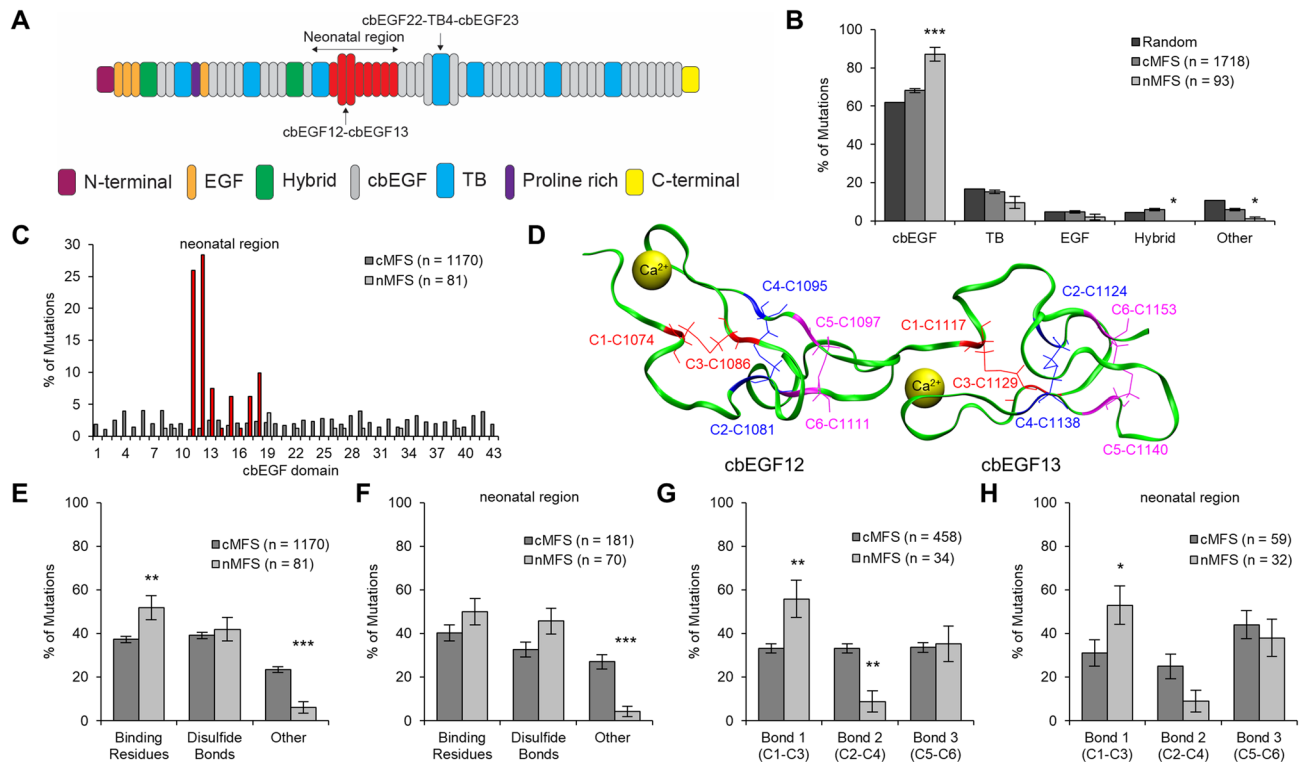 A
cbEGF22-TB4-cbEGF23
Neonatal region
cbEGF12-cbEGF13
N-terminal
EGF
Hybrid
cbEGF
TB
Proline rich
C-terminal
B
% of Mutations
100
80
60
40
20
0
Random
cMFS (n = 1718)
nMFS (n = 93)
***
*
*
cbEGF
TB
EGF
Hybrid
Other
C
neonatal region
% of Mutations
30
25
20
15
10
5
0
cMFS (n = 1170)
nMFS (n = 81)
1 4 7 10 13 16 19 22 25 28 31 34 37 40 43
cbEGF domain
D
Ca2+
C4-C1095
C5-C1097
C1-C1074
C3-C1086
C2-C1081
C6-C1111
cbEGF12
C2-C1124
C6-C1153
C1-C1117
Ca2+
C3-C1129
C4-C1138
C5-C1140
cbEGF13
E
% of Mutations
100
80
60
40
20
0
cMFS (n = 1170)
nMFS (n = 81)
**
***
Binding
Residues
Disulfide
Bonds
Other
F
neonatal region
% of Mutations
100
80
60
40
20
0
cMFS (n = 181)
nMFS (n = 70)
***
Binding
Residues
Disulfide
Bonds
Other
G
% of Mutations
100
80
60
40
20
0
cMFS (n = 458)
nMFS (n = 34)
**
**
Bond 1
(C1-C3)
Bond 2
(C2-C4)
Bond 3
(C5-C6)
H
neonatal region
% of Mutations
100
80
60
40
20
0
cMFS (n = 59)
nMFS (n = 32)
*
Bond 1
(C1-C3)
Bond 2
(C2-C4)
Bond 3
(C5-C6)